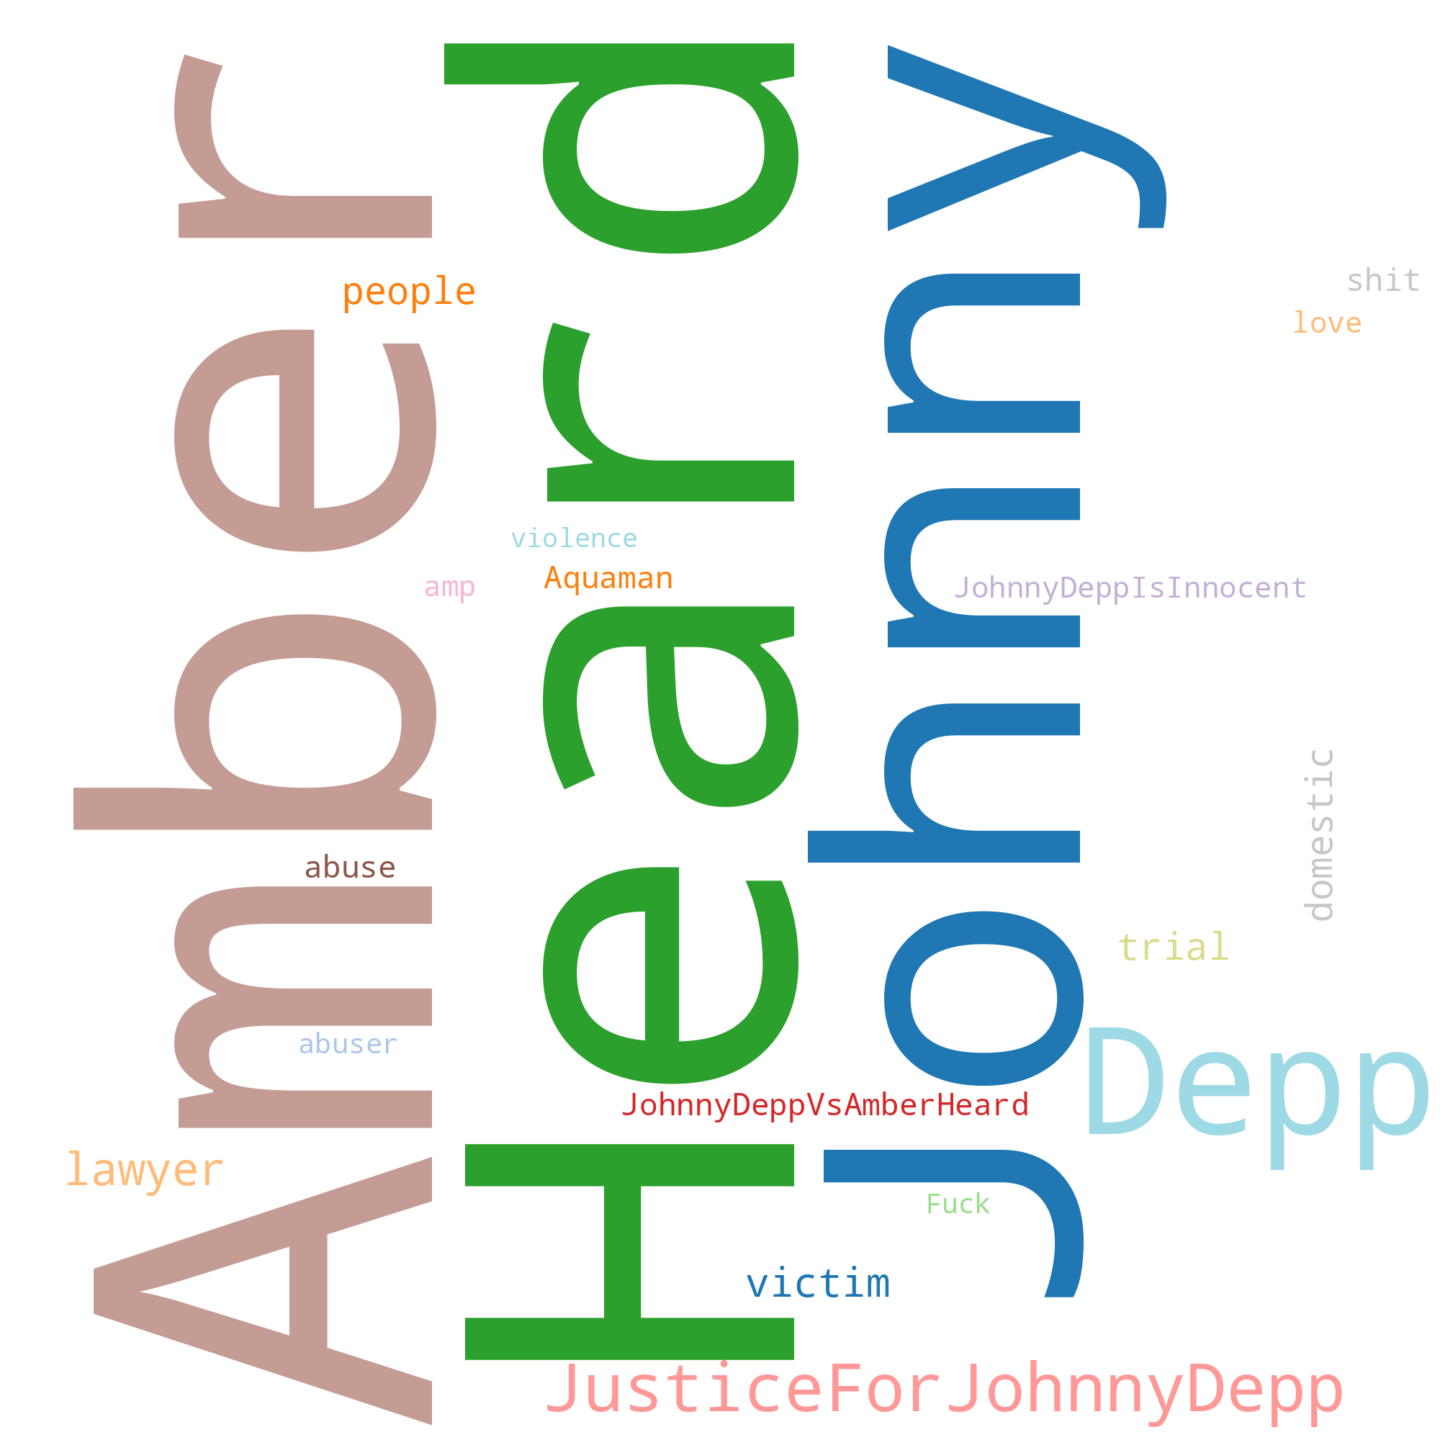 Amber
Heard
Johnny
people
shit
love
violence
Aquaman
amp
JohnnyDeppIsInnocent
domestic
abuse
trial
abuser
Depp
JohnnyDeppVsAmberHeard
lawyer
Fuck
victim
JusticeForJohnnyDepp